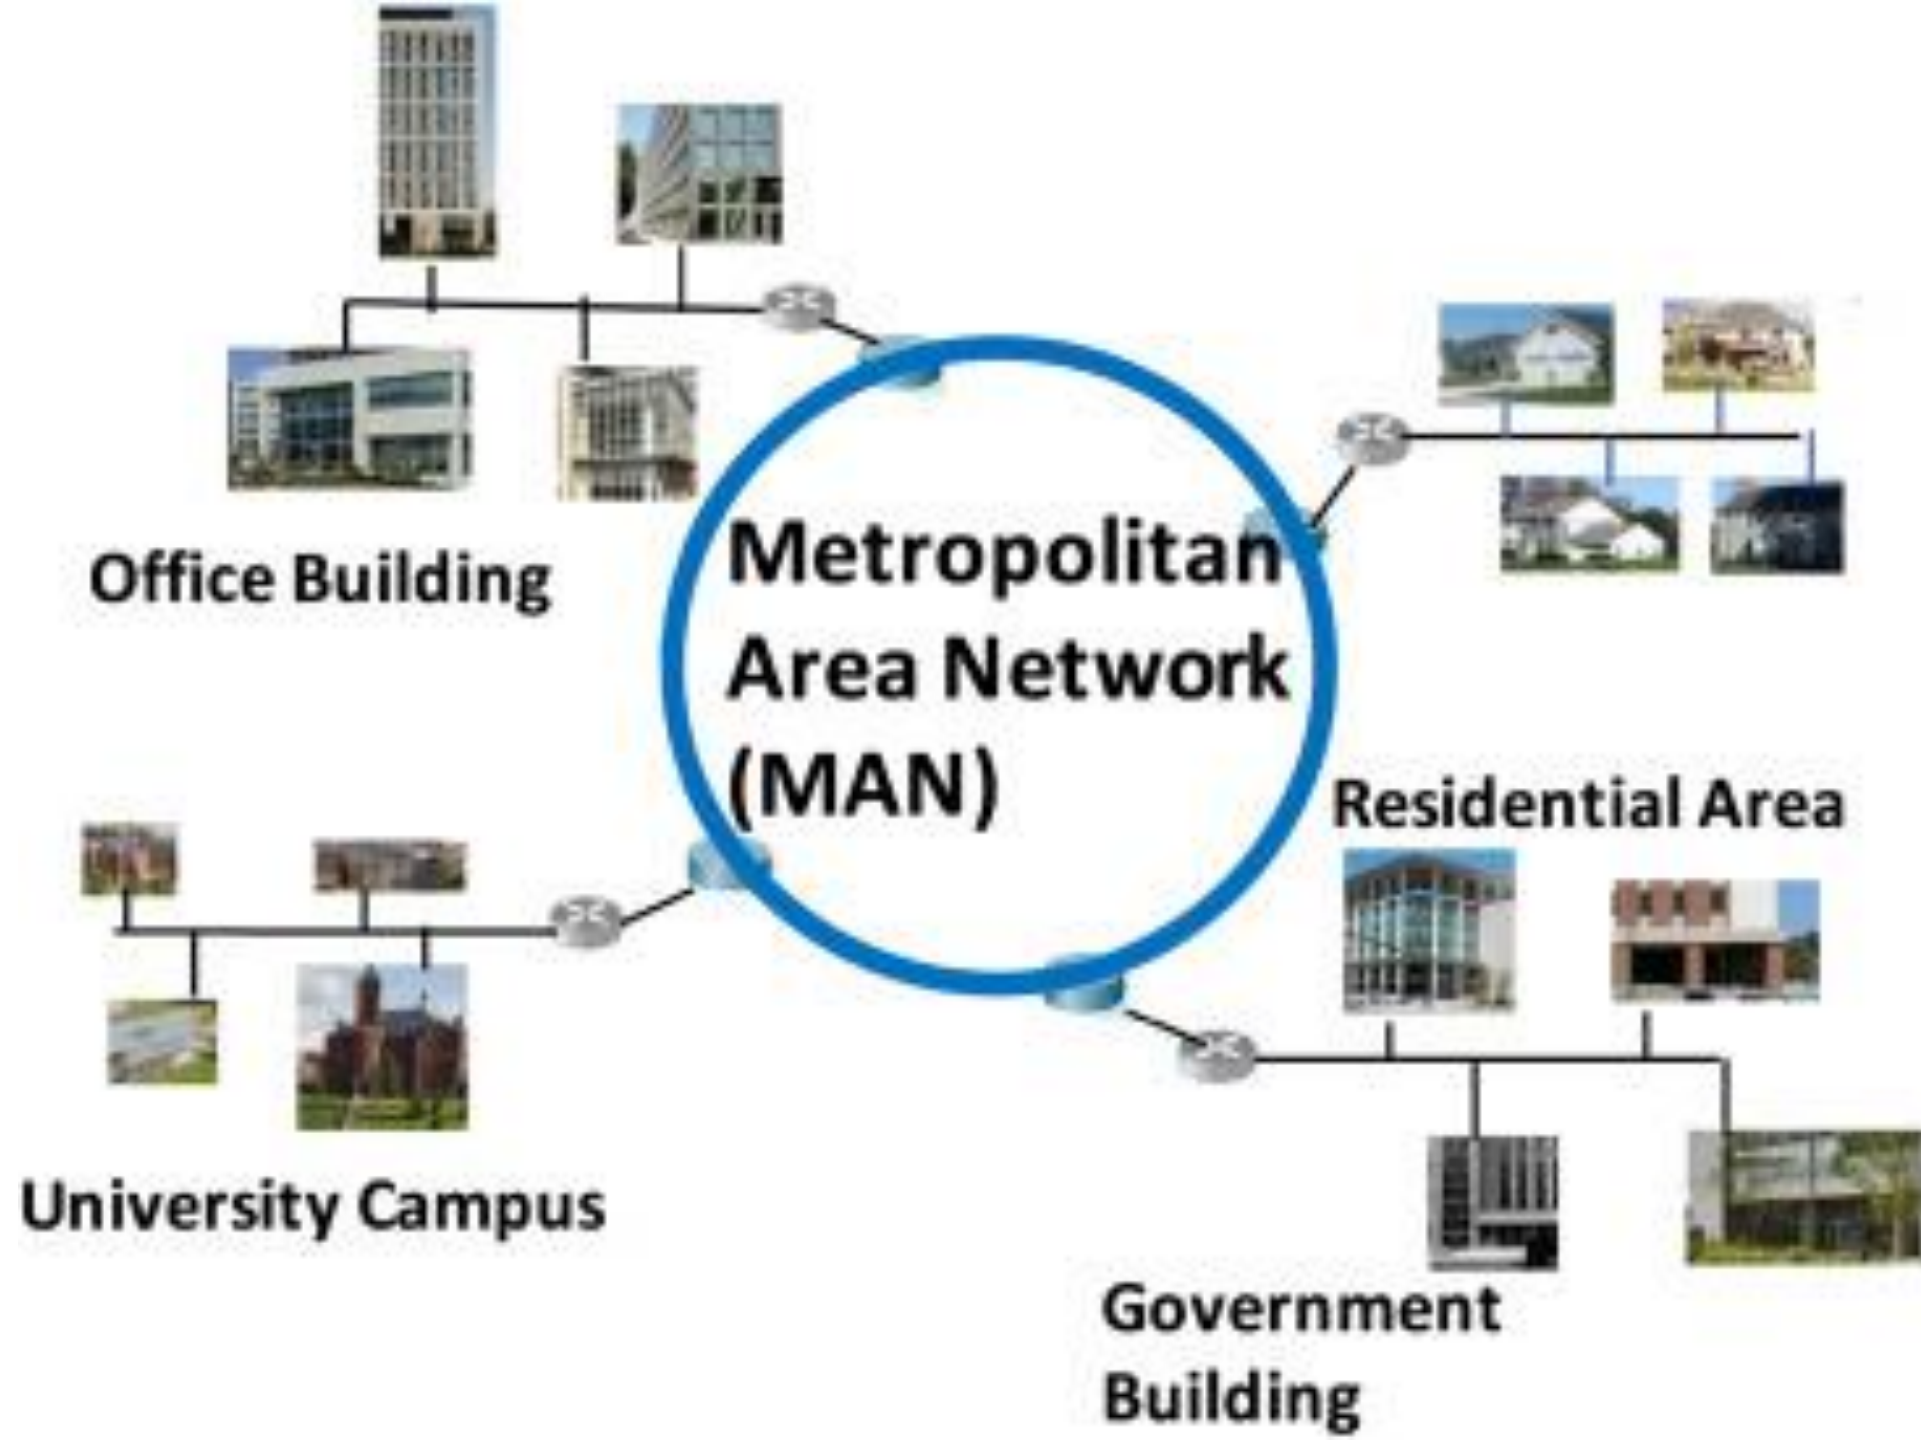 Office Building
Metropolitan
Area Network
(MAN)
Residential Area
University Campus
Government
Building